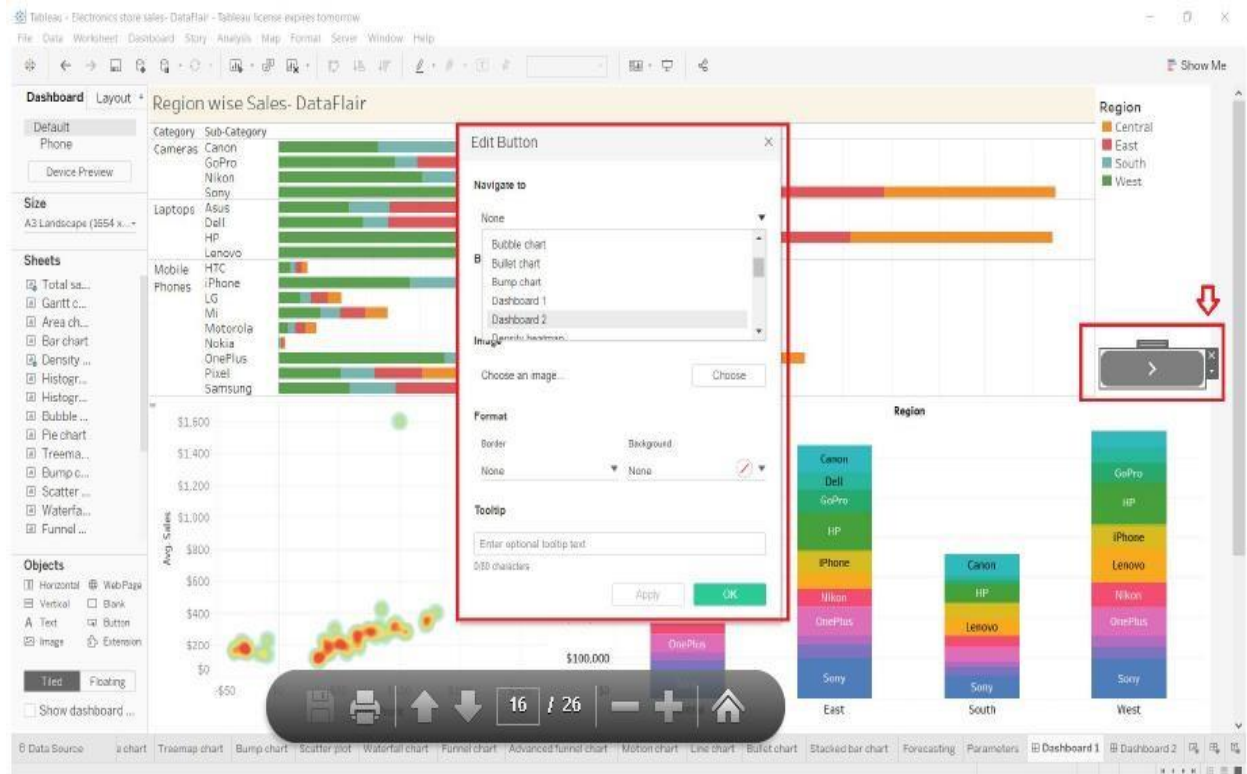 Tableau - Electronics store sales- DataFlair - Tableau license expires tomorrow
File Data Worksheet Dashboard Story Analysis Map Format Server Window Help
Show Me
Dashboard Layout
Default
Phone
Device Preview
Size
A3 Landscape (1654 x...
Sheets
Total sa...
Gantt c...
Area ch...
Bar chart
Density ...
Histogr...
Histogr...
Bubble ...
Pie chart
Treema...
Bump c...
Scatter ...
Waterfa...
Funnel ...
Objects
Horizontal Web Page
Vertical Blank
A Text Button
Image Extension
Tiled Floating
Show dashboard ...
Region wise Sales- DataFlair
Category Sub-Category
Cameras Canon
GoPro
Nikon
Sony
Laptops Asus
Dell
HP
Lenovo
Mobile Phones HTC
iPhone
LG
Mi
Motorola
Nokia
OnePlus
Pixel
Samsung
Region
Central
East
South
West
Edit Button
Navigate to
None
Bubble chart
B
Bullet chart
Bump chart
Dashboard 1
Dashboard 2
Density heatmap
Image
Choose an image...
Choose
Format
Border Background
None None
Tooltip
Enter optional tooltip text
0/80 characters
Apply OK
Avg. Sales
$1,600
$1,400
$1,200
$1,000
$800
$600
$400
$200
$0
-$50
Region
$100,000
OnePlus
Canon
Dell
GoPro
HP
iPhone
Nikon
OnePlus
Sony
East
Canon
HP
Lenovo
Sony
South
GoPro
HP
iPhone
Lenovo
Nikon
OnePlus
Sony
West
16 / 26
Data Source a chart Treemap chart Bump chart Scatter plot Waterfall chart Funnel chart Advanced funnel chart Motion chart Line chart Bullet chart Stacked bar chart Forecasting Parameters Dashboard 1 Dashboard 2